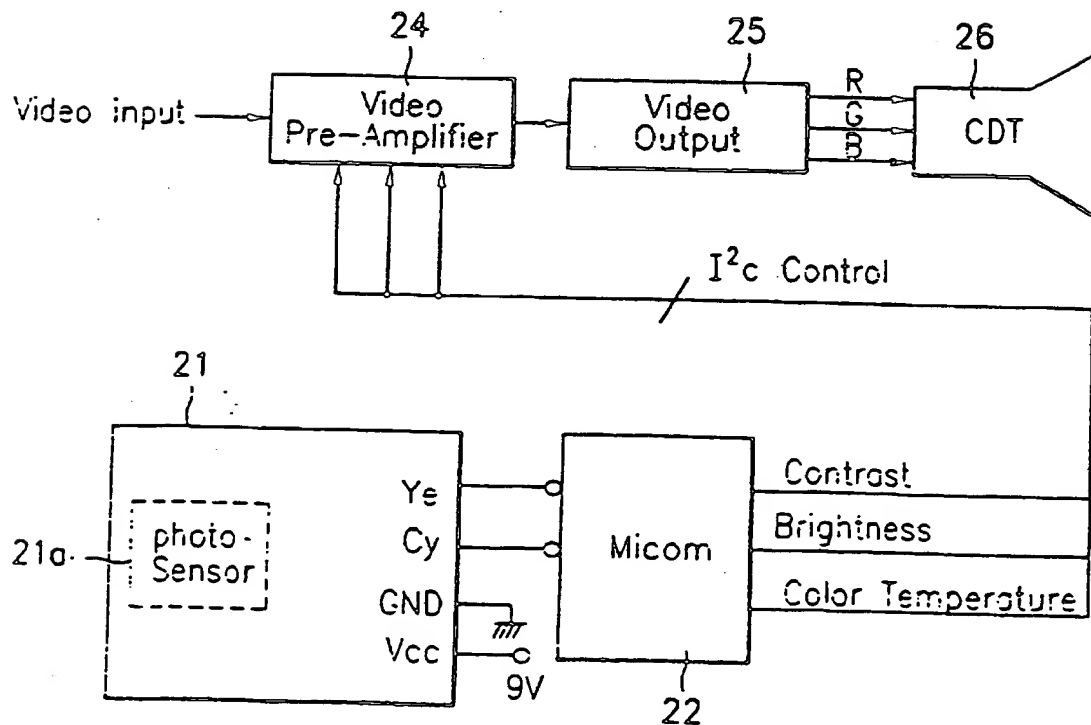 24
25
26
Video input
Video
Pre-Amplifier
Video
Output
R
G
B
CDT
I²c Control
21
Ye
Cy
GND
Vcc
9V
21a
photo-
Sensor
Micom
22
Contrast
Brightness
Color Temperature